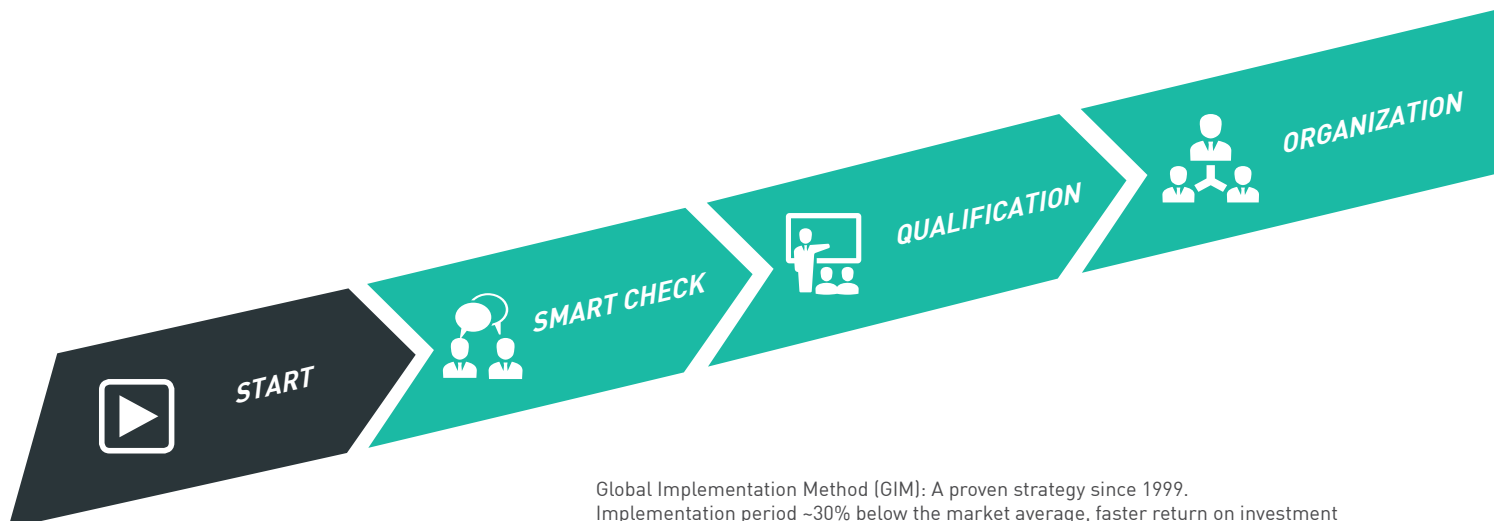 START
SMART CHECK
QUALIFICATION
ORGANIZATION
Global Implementation Method (GIM): A proven strategy since 1999.
Implementation period ~30% below the market average, faster return on investment